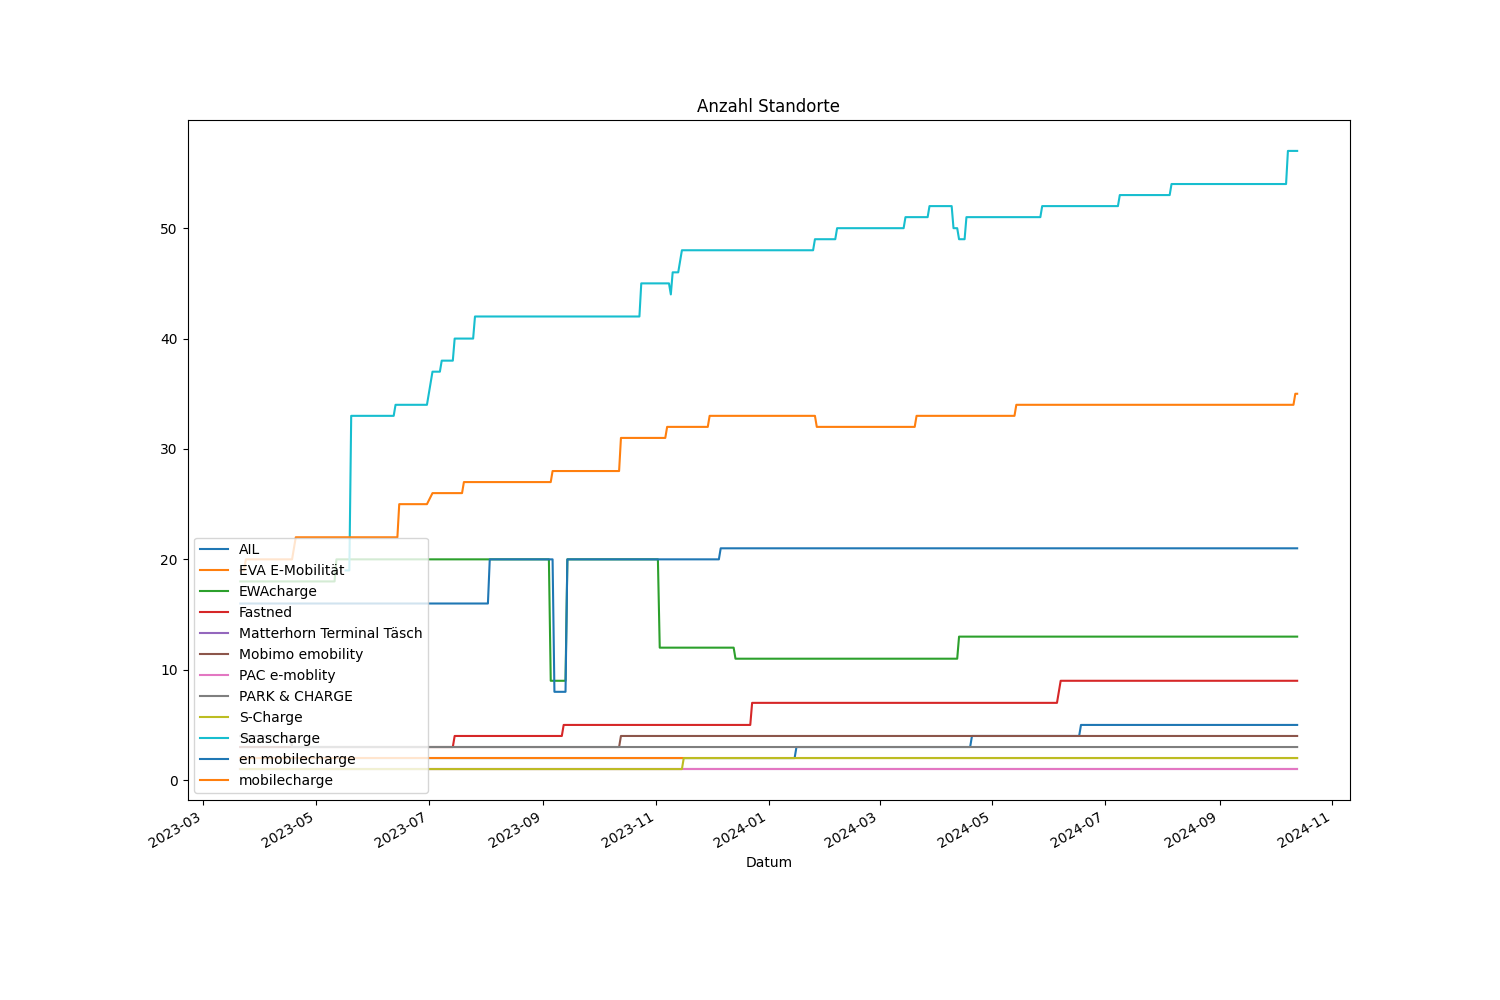 Anzahl Standorte
50
40
30
20
10
0
AIL
EVA E-Mobilität
EWAcharge
Fastned
Matterhorn Terminal Täsch
Mobimo emobility
PAC e-moblity
PARK & CHARGE
S-Charge
Saascharge
en mobilecharge
mobilecharge
2023-03
2023-05
2023-07
2023-09
2023-11
2024-01
2024-03
2024-05
2024-07
2024-09
2024-11
Datum